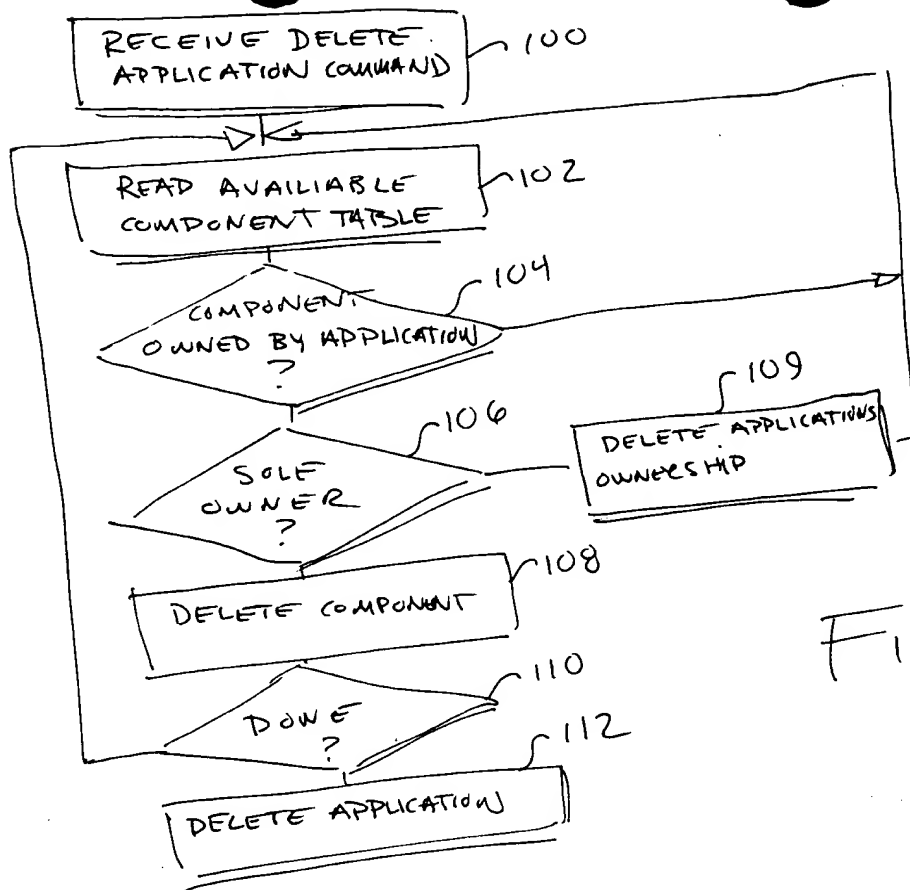 RECEIVE DELETE
APPLICATION COMMAND
100
READ AVAILIABLE
COMPONENT TABLE
102
COMPONENT
OWNED BY APPLICATION
?
104
SOLE
OWNER
?
106
DELETE APPLICATIONS
OWNERSHIP
109
DELETE COMPONENT
108
DONE
?
110
DELETE APPLICATION
112